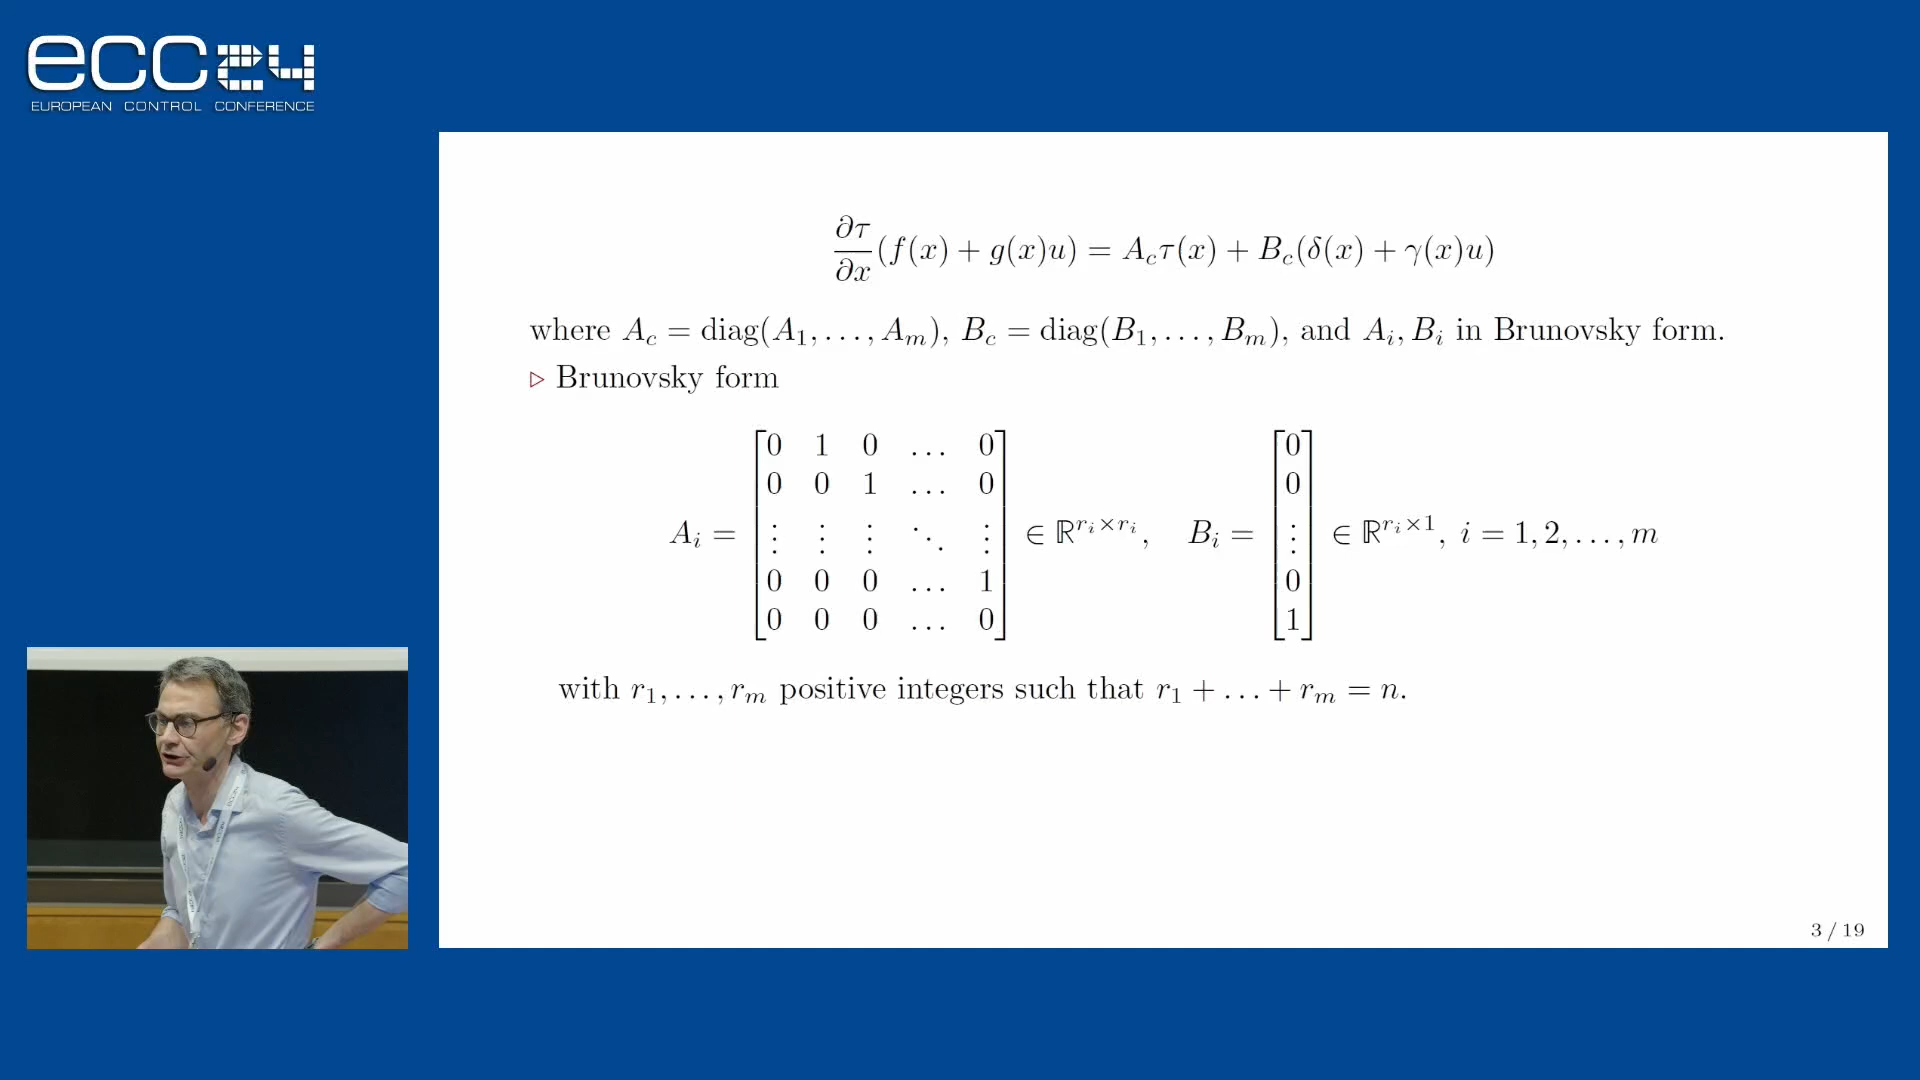 ecc24
EUROPEAN CONTROL CONFERENCE
∂τ/∂x (f(x) + g(x)u) = A_c τ(x) + B_c(δ(x) + γ(x)u)
where A_c = diag(A_1, . . . , A_m), B_c = diag(B_1, . . . , B_m), and A_i, B_i in Brunovsky form.
▷ Brunovsky form
A_i = [0 1 0 … 0; 0 0 1 … 0; ⋮ ⋮ ⋮ ⋱ ⋮; 0 0 0 … 1; 0 0 0 … 0] ∈ ℝ^{r_i×r_i}, B_i = [0; 0; ⋮; 0; 1] ∈ ℝ^{r_i×1}, i = 1, 2, . . . , m
with r_1, . . . , r_m positive integers such that r_1 + . . . + r_m = n.
3 / 19